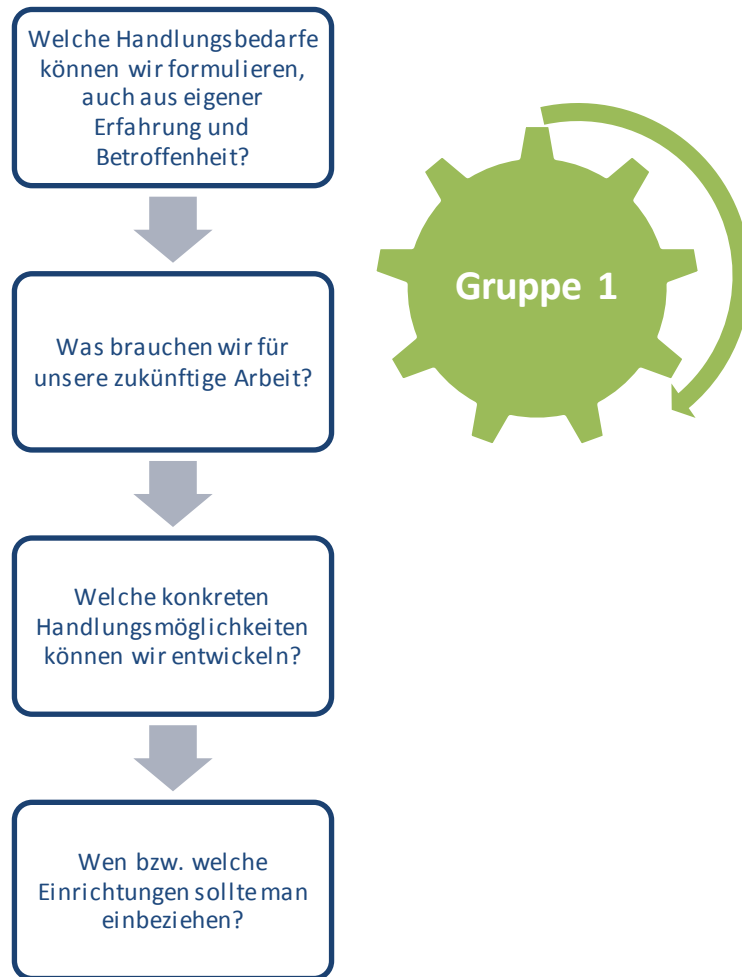 Welche Handlungsbedarfe
können wir formulieren,
auch aus eigener
Erfahrung und
Betroffenheit?
Gruppe 1
Was brauchen wir für
unsere zukünftige Arbeit?
Welche konkreten
Handlungsmöglichkeiten
können wir entwickeln?
Wen bzw. welche
Einrichtungen sollte man
einbeziehen?